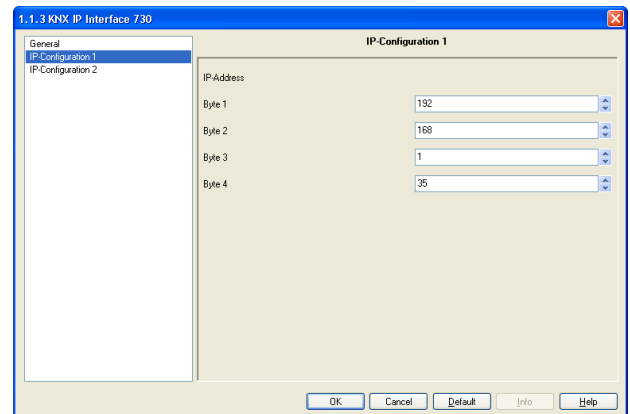 1.1.3 KNX IP Interface 730
General
IP-Configuration 1
IP-Configuration 2
IP-Configuration 1
IP-Address
Byte 1 192
Byte 2 168
Byte 3 1
Byte 4 35
OK Cancel Default Info Help